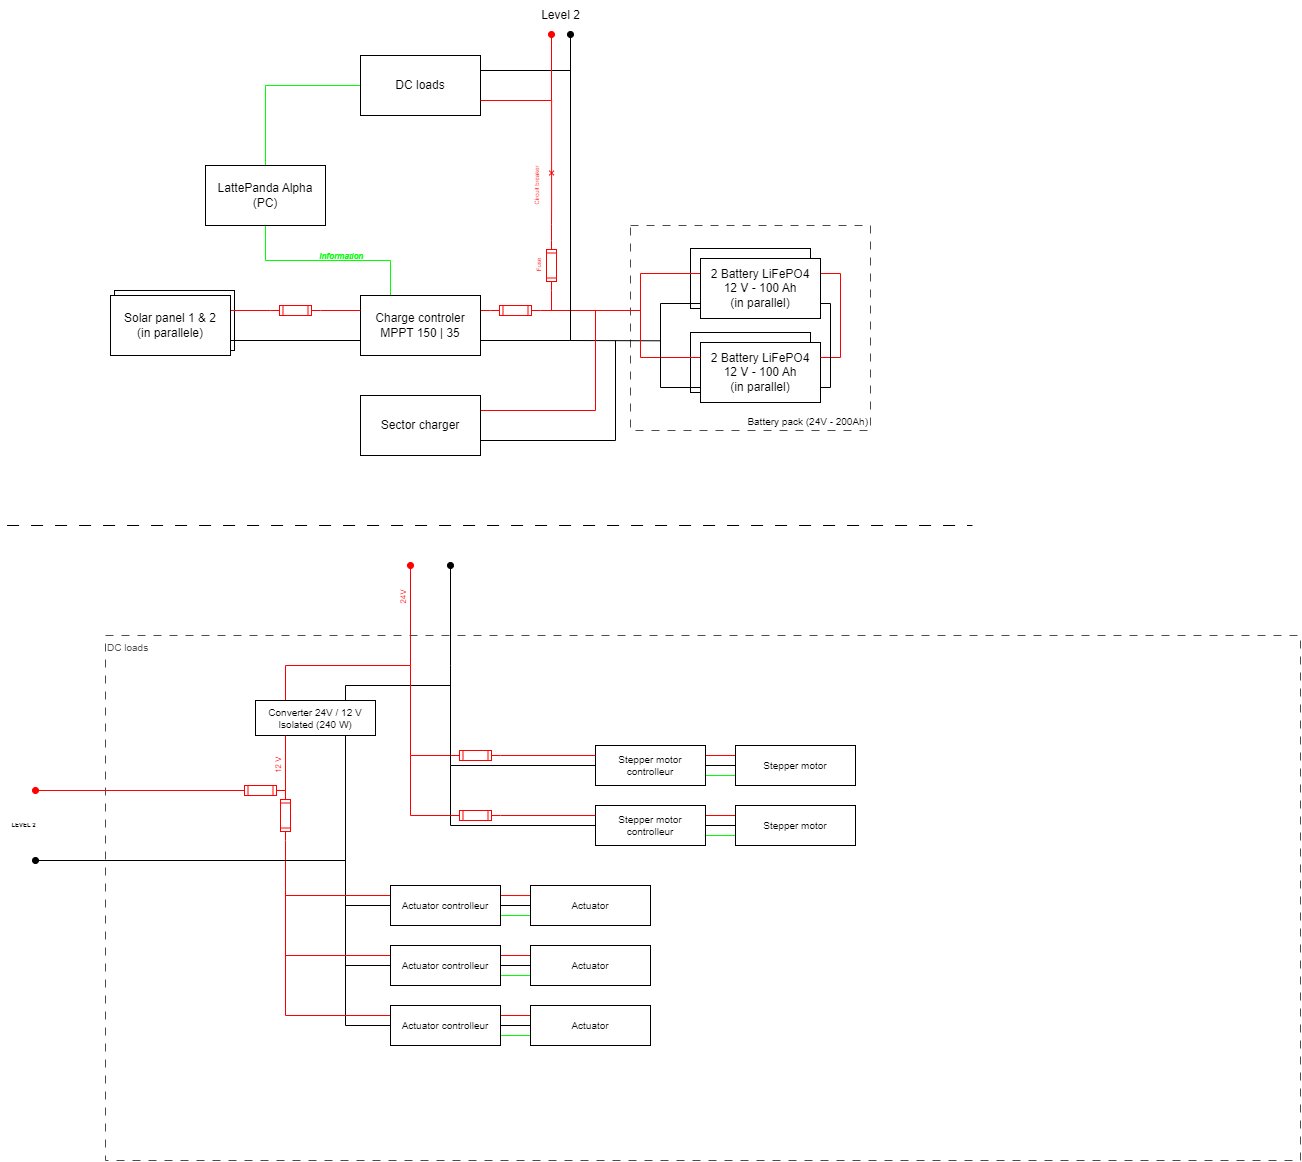 Level 2
DC loads
Circuit breaker
LattePanda Alpha
(PC)
Information
Fuse
Solar panel 1 & 2
(in parallele)
Charge controler
MPPT 150 | 35
2 Battery LiFePO4
12 V - 100 Ah
(in parallel)
2 Battery LiFePO4
12 V - 100 Ah
(in parallel)
Battery pack (24V - 200Ah)
Sector charger
24V
DC loads
Converter 24V / 12 V
Isolated (240 W)
12 V
Stepper motor
controlleur
Stepper motor
Stepper motor
controlleur
Stepper motor
LEVEL 2
Actuator controlleur
Actuator
Actuator controlleur
Actuator
Actuator controlleur
Actuator